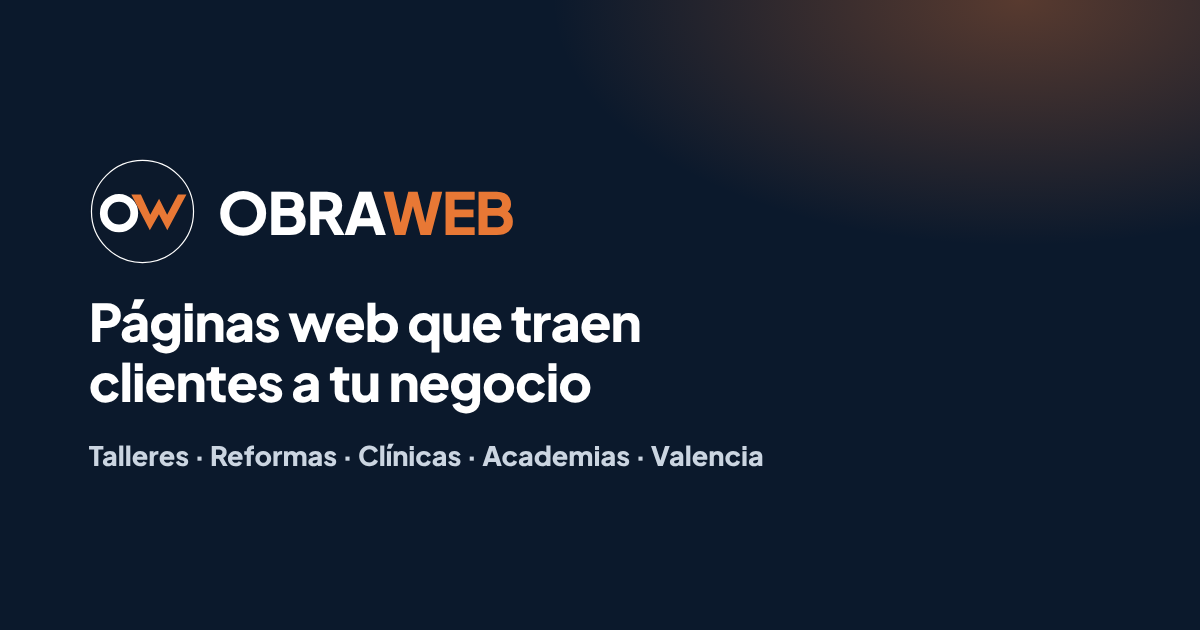 OW OBRAWEB
Páginas web que traen
clientes a tu negocio
Talleres · Reformas · Clínicas · Academias · Valencia